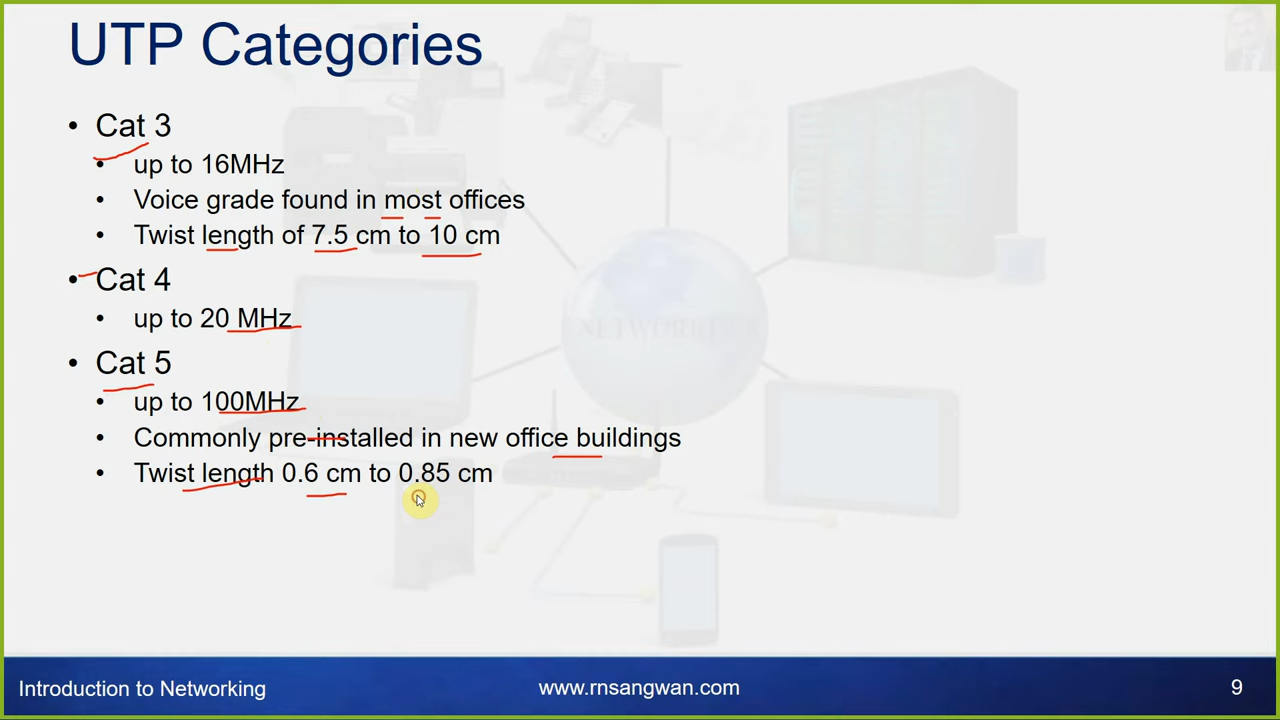 UTP Categories
• Cat 3
• up to 16MHz
• Voice grade found in most offices
• Twist length of 7.5 cm to 10 cm
• Cat 4
• up to 20 MHz
• Cat 5
• up to 100MHz
• Commonly pre-installed in new office buildings
• Twist length 0.6 cm to 0.85 cm
Introduction to Networking
www.rnsangwan.com
9